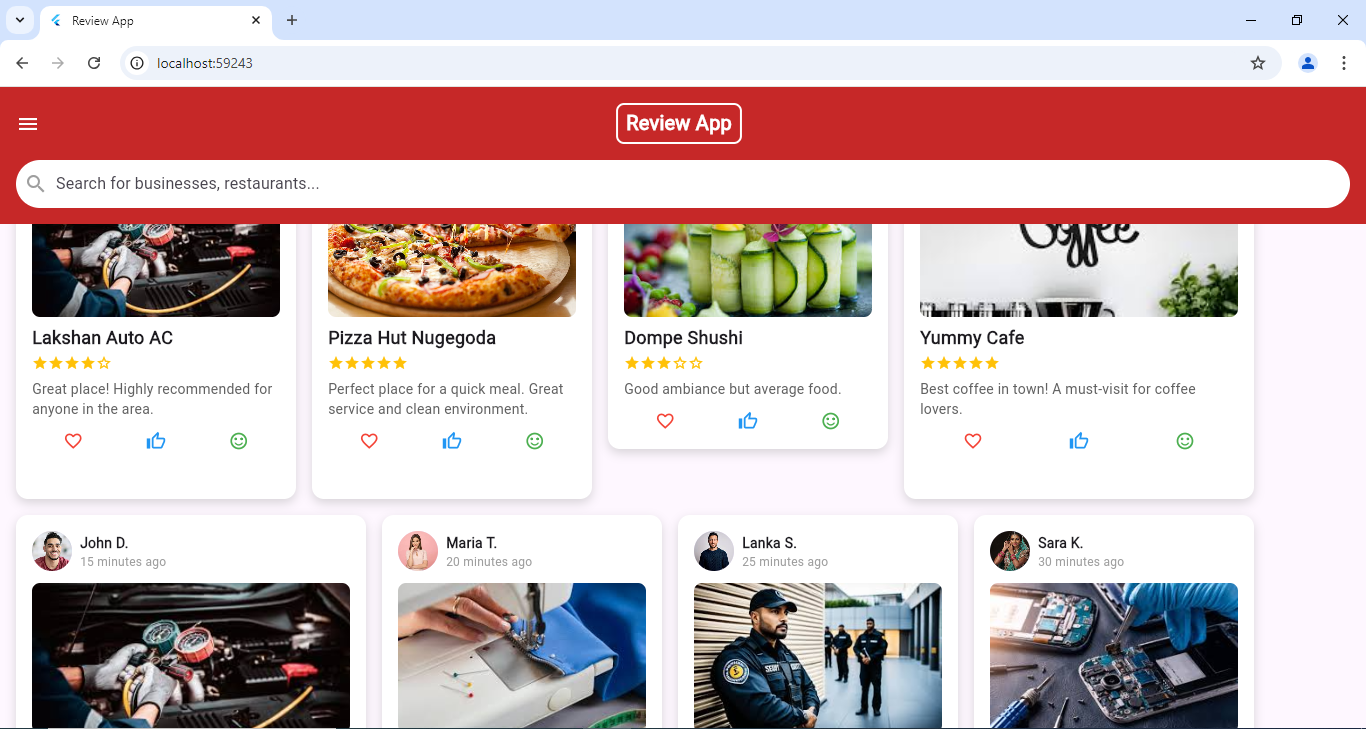 Review App
localhost:59243
Review App
Search for businesses, restaurants...
Coffee
Lakshan Auto AC
Great place! Highly recommended for
anyone in the area.
Pizza Hut Nugegoda
Perfect place for a quick meal. Great
service and clean environment.
Dompe Shushi
Good ambiance but average food.
Yummy Cafe
Best coffee in town! A must-visit for coffee
lovers.
John D.
15 minutes ago
Maria T.
20 minutes ago
Lanka S.
25 minutes ago
Sara K.
30 minutes ago